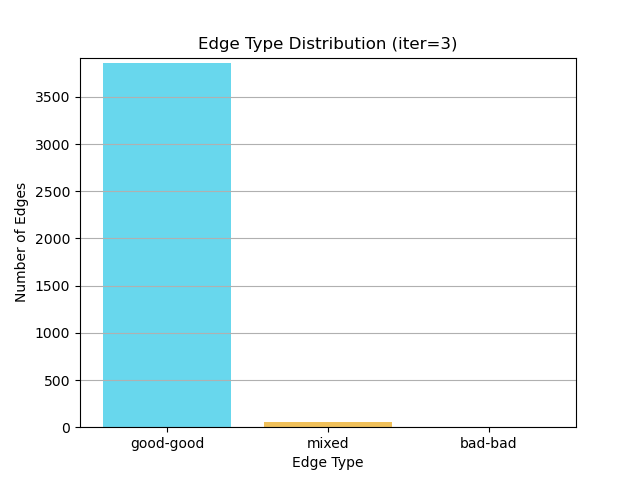 Edge Type Distribution (iter=3)
Number of Edges
3500
3000
2500
2000
1500
1000
500
0
good-good
mixed
bad-bad
Edge Type